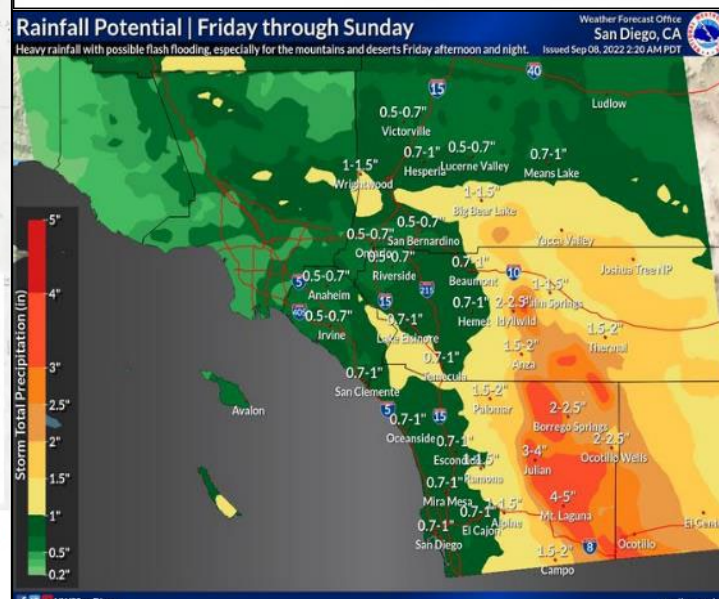 Rainfall Potential | Friday through Sunday
Heavy rainfall with possible flash flooding, especially for the mountains and deserts Friday afternoon and night.
Weather Forecast Office
San Diego, CA
Issued Sep 08, 2022 2:20 AM PDT
40
15
Ludlow
0.5-0.7"
Victorville
0.7-1"
Hesperia
0.5-0.7"
Lucerne Valley
0.7-1"
Means Lake
1-1.5"
Wrightwood
1-1.5"
Big Bear Lake
0.5-0.7"
San Bernardino
Yucca Valley
0.5-0.7"
Ontario
0.5-0.7"
Riverside
0.7-1"
Beaumont
10
Joshua Tree NP
5
0.5-0.7"
Anaheim
215
15
1-1.5"
Palm Springs
405
0.5-0.7"
Irvine
0.7-1"
Lake Elsinore
0.7-1"
Hemet
2-2.5"
Idyllwild
1.5-2"
Thermal
1.5-2"
Anza
0.7-1"
Temecula
0.7-1"
San Clemente
1.5-2"
Palomar
Avalon
5
15
0.7-1"
Oceanside
2-2.5"
Borrego Springs
0.7-1"
Escondido
1-1.5"
Ramona
3-4"
Julian
2-2.5"
Ocotillo Wells
0.7-1"
Mira Mesa
0.7-1"
El Cajon
1-1.5"
Alpine
4-5"
Mt. Laguna
El Cent
0.7-1"
San Diego
8
Ocotillo
1.5-2"
Campo
Storm Total Precipitation (in)
5"
4"
3"
2.5"
2"
1.5"
1"
0.5"
0.2"